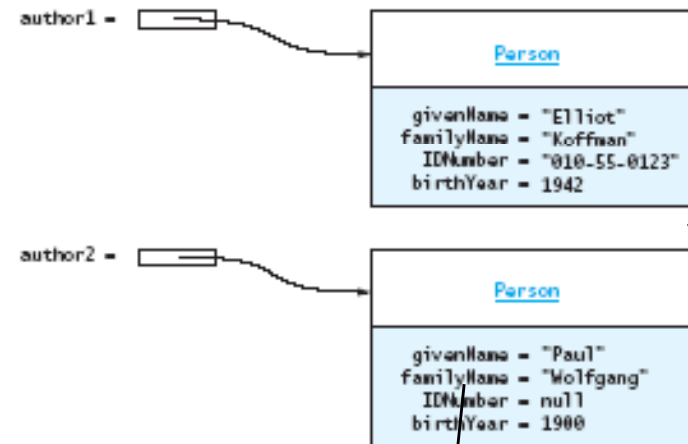 author1 =
Person
givenName = "Elliot"
familyName = "Koffman"
IDNumber = "010-55-0123"
birthYear = 1942
author2 =
Person
givenName = "Paul"
familyName = "Wolfgang"
IDNumber = null
birthYear = 1900